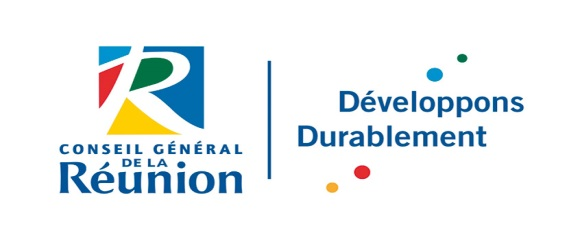 R
CONSEIL GÉNÉRAL
DE LA
Réunion
Développons
Durablement